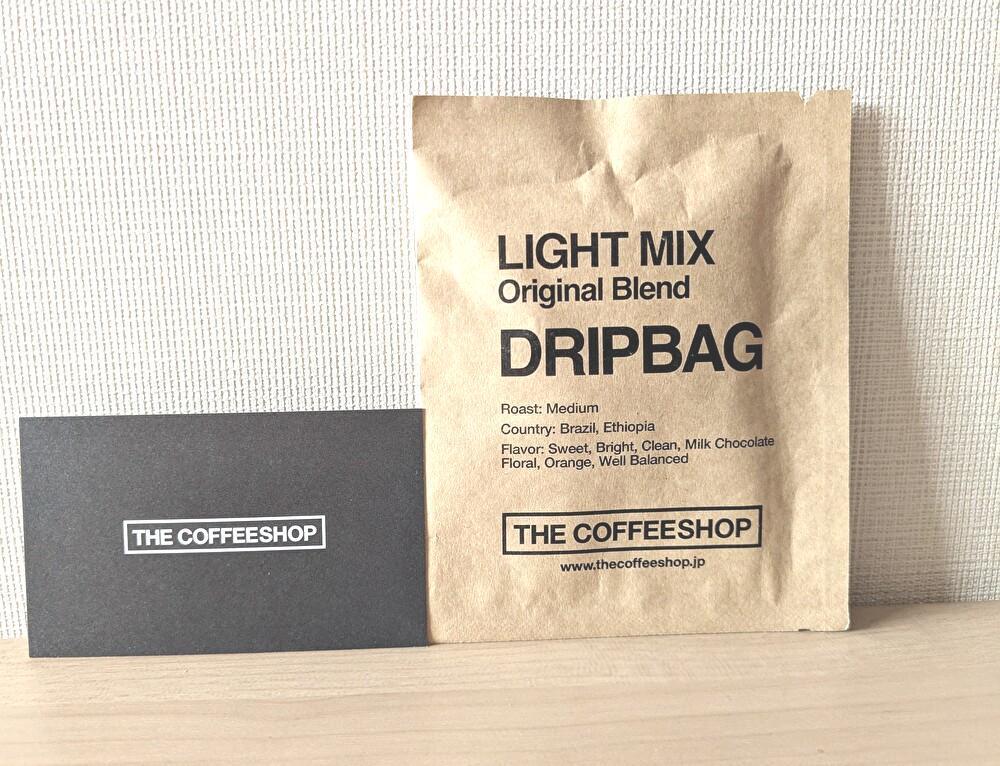 THE COFFEESHOP
LIGHT MIX
Original Blend
DRIPBAG
Roast: Medium
Country: Brazil, Ethiopia
Flavor: Sweet, Bright, Clean, Milk Chocolate
Floral, Orange, Well Balanced
THE COFFEESHOP
www.thecoffeeshop.jp